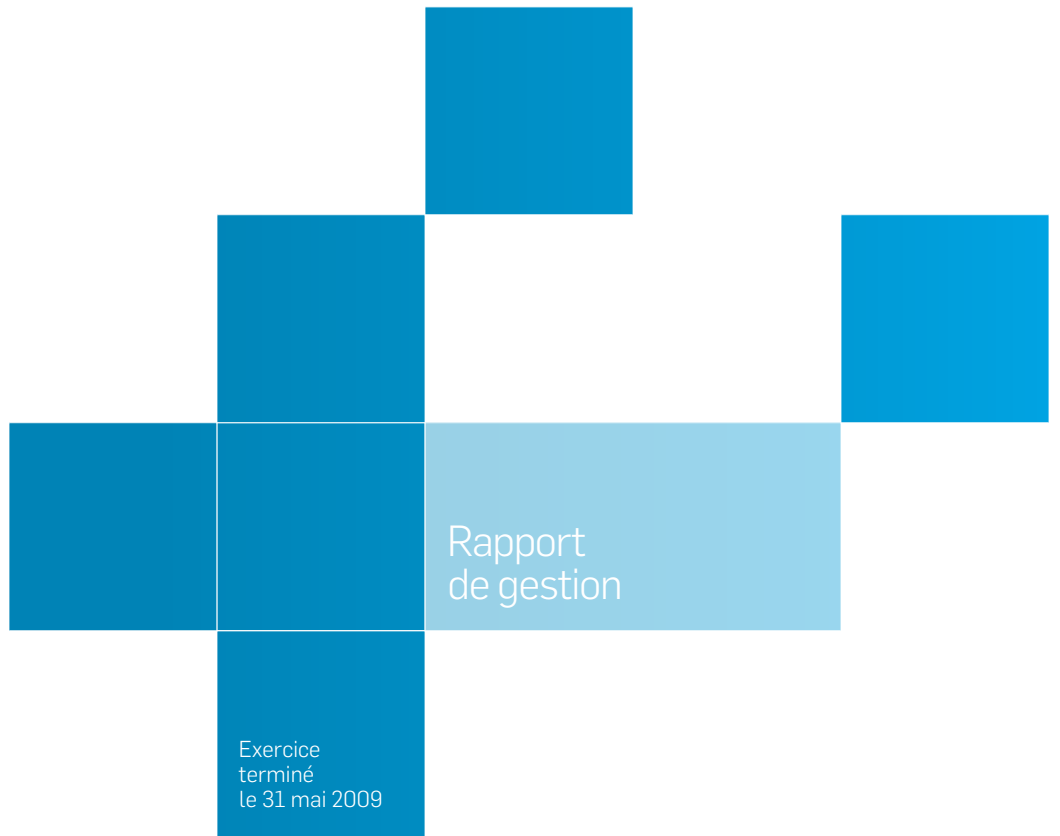 Rapport
de gestion
Exercice
terminé
le 31 mai 2009